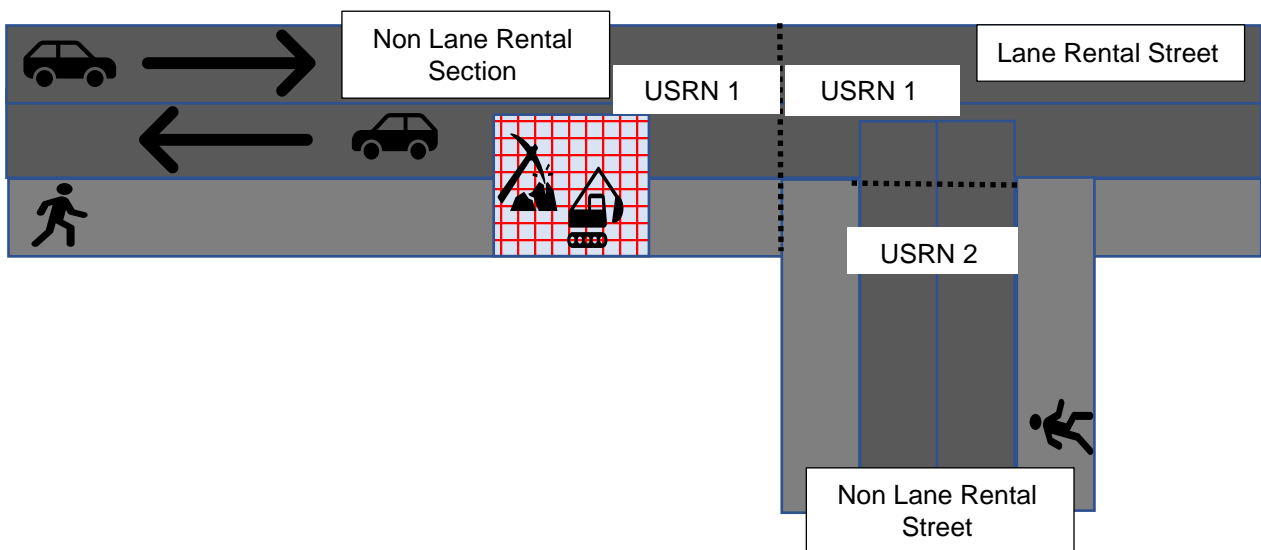 Non Lane Rental
Section
Lane Rental Street
USRN 1
USRN 1
USRN 2
Non Lane Rental
Street